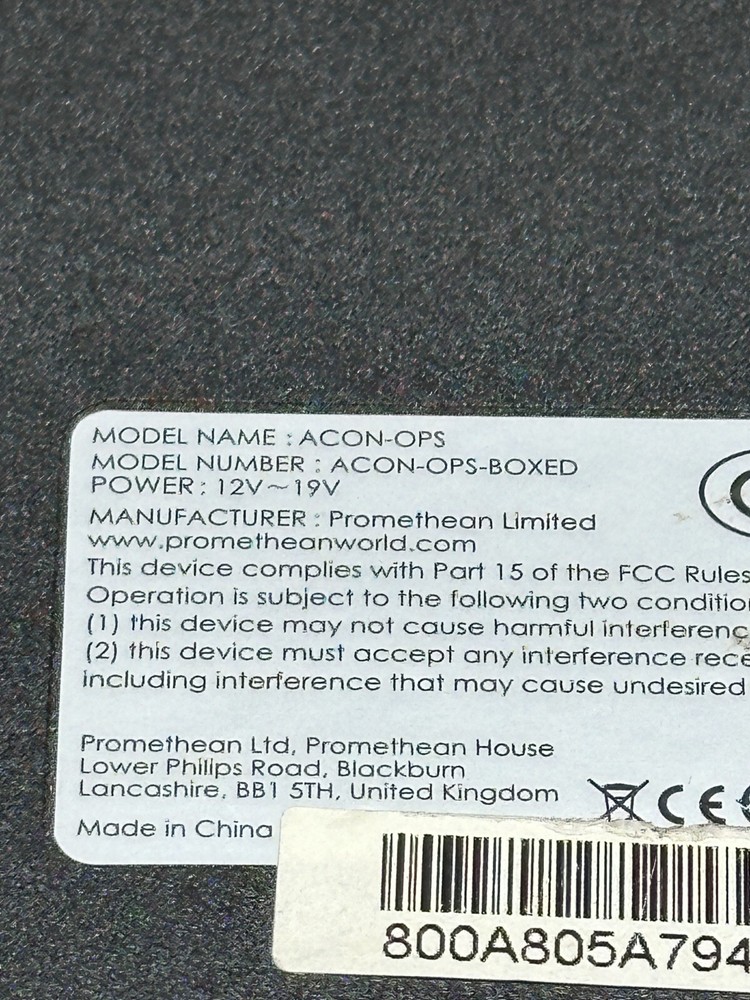 MODEL NAME : ACON-OPS
MODEL NUMBER : ACON-OPS-BOXED
POWER : 12V~19V
MANUFACTURER : Promethean Limited
www.prometheanworld.com
This device complies with Part 15 of the FCC Rules
Operation is subject to the following two
(1) this device may not cause harmful
(2) this device must accept any interference
including interference that may cause undesired
Promethean Ltd, Promethean House
Lower Philips Road, Blackburn
Lancashire, BB1 5TH, United Kingdom
CE
Made in China
800A805A794